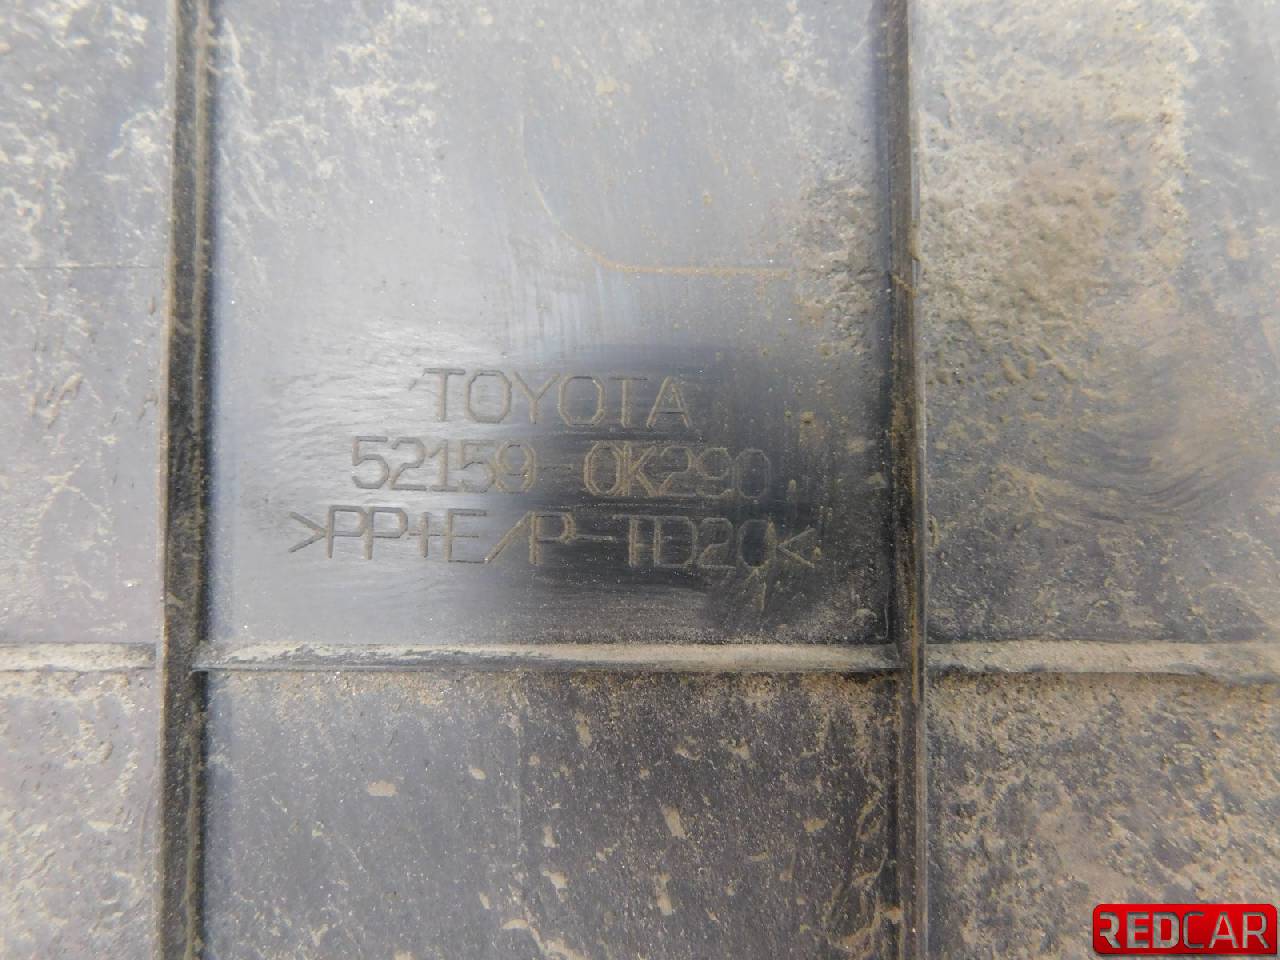 TOYOTA
52159-0K290
>PP+E/P-TD20<
REDCAR